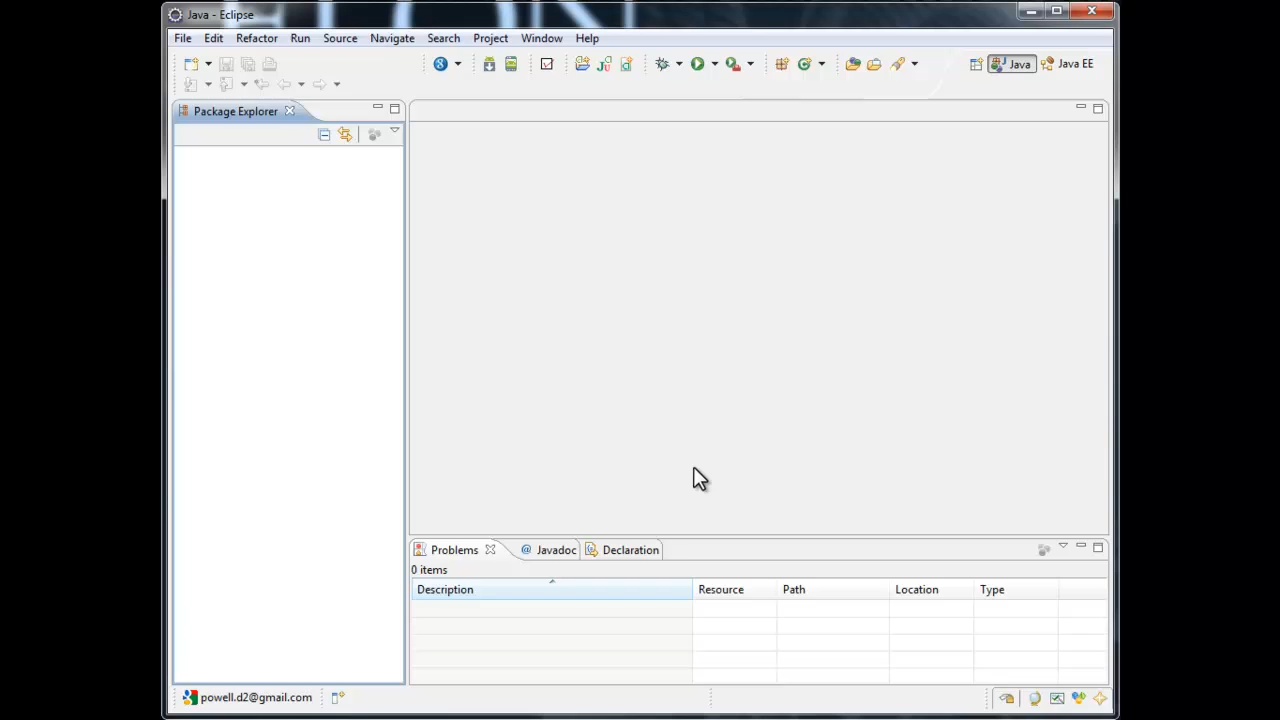 Java - Eclipse
File Edit Refactor Run Source Navigate Search Project Window Help
Java Java EE
Package Explorer
Problems @ Javadoc Declaration
0 items
Description Resource Path Location Type
powell.d2@gmail.com